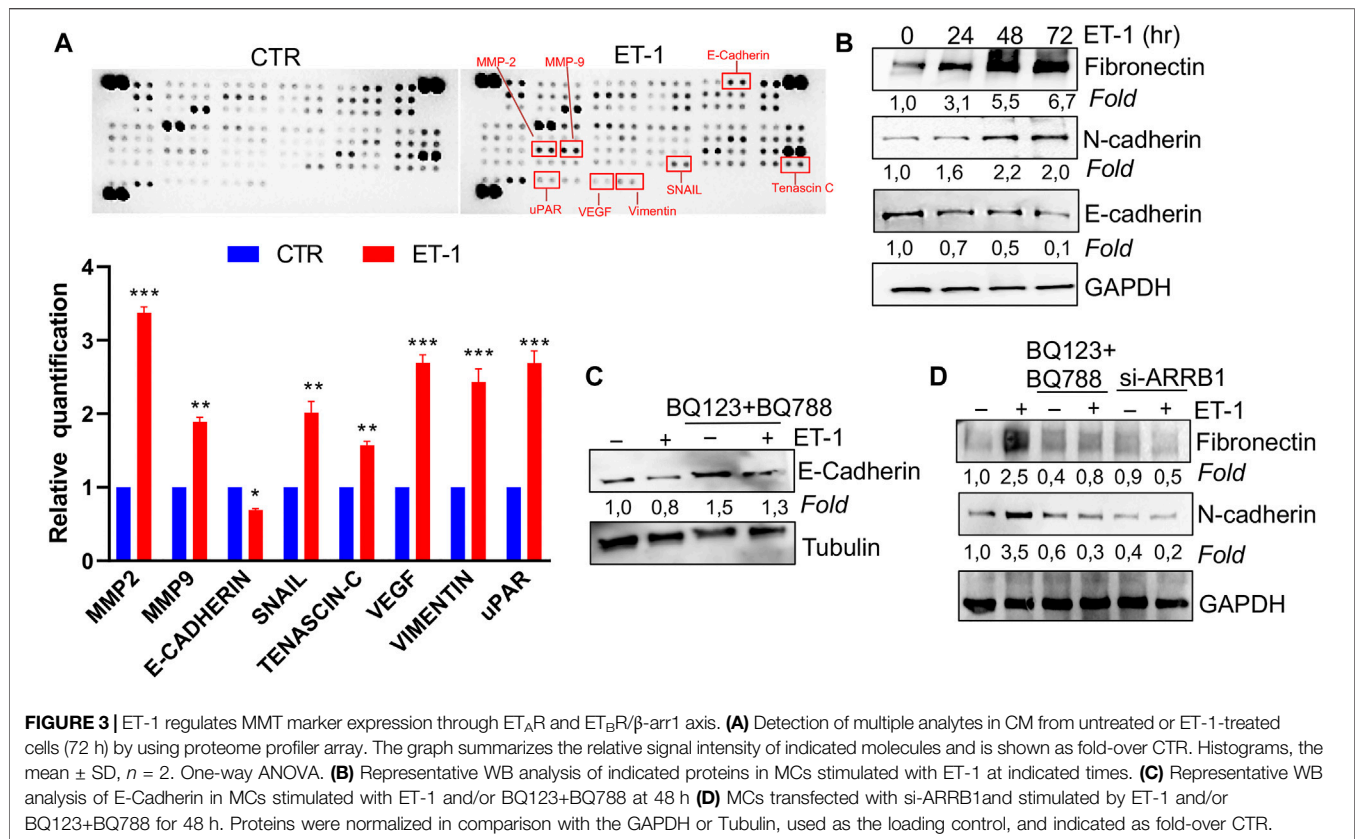 A
CTR
ET-1
MMP-2
MMP-9
E-Cadherin
uPAR
VEGF
Vimentin
SNAIL
Tenascin C
CTR
ET-1
Relative quantification
4
3
2
1
0
***
**
*
**
**
***
***
***
MMP2
MMP9
E-CADHERIN
SNAIL
TENASCIN-C
VEGF
VIMENTIN
uPAR
B
0 24 48 72 ET-1 (hr)
Fibronectin
1,0 3,1 5,5 6,7 Fold
N-cadherin
1,0 1,6 2,2 2,0 Fold
E-cadherin
1,0 0,7 0,5 0,1 Fold
GAPDH
C
BQ123+BQ788
– + – + ET-1
E-Cadherin
1,0 0,8 1,5 1,3 Fold
Tubulin
D
BQ123+
BQ788 si-ARRB1
– + – + – + ET-1
Fibronectin
1,0 2,5 0,4 0,8 0,9 0,5 Fold
N-cadherin
1,0 3,5 0,6 0,3 0,4 0,2 Fold
GAPDH
FIGURE 3 | ET-1 regulates MMT marker expression through ETAR and ETBR/β-arr1 axis. (A) Detection of multiple analytes in CM from untreated or ET-1-treated
cells (72 h) by using proteome profiler array. The graph summarizes the relative signal intensity of indicated molecules and is shown as fold-over CTR. Histograms, the
mean ± SD, n = 2. One-way ANOVA. (B) Representative WB analysis of indicated proteins in MCs stimulated with ET-1 at indicated times. (C) Representative WB
analysis of E-Cadherin in MCs stimulated with ET-1 and/or BQ123+BQ788 at 48 h (D) MCs transfected with si-ARRB1and stimulated by ET-1 and/or
BQ123+BQ788 for 48 h. Proteins were normalized in comparison with the GAPDH or Tubulin, used as the loading control, and indicated as fold-over CTR.